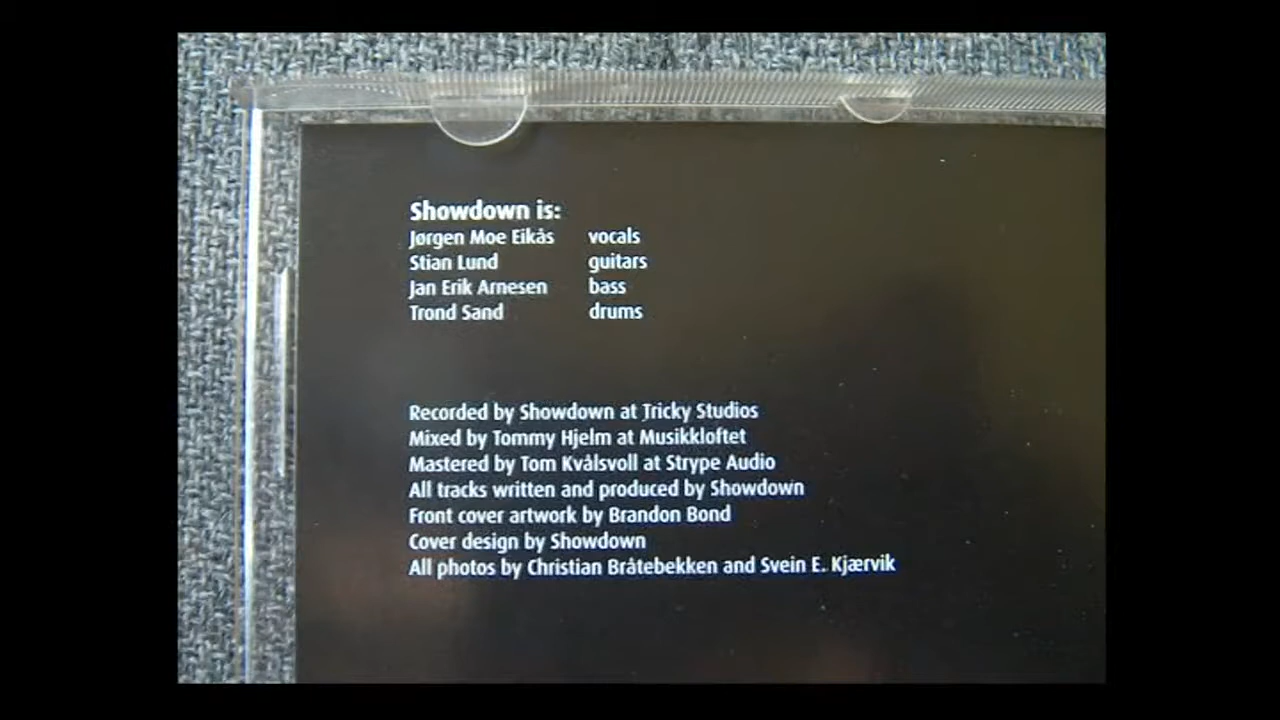 Showdown is:
Jørgen Moe Eikås vocals
Stian Lund guitars
Jan Erik Arnesen bass
Trond Sand drums
Recorded by Showdown at Tricky Studios
Mixed by Tommy Hjelm at Musikkloftet
Mastered by Tom Kvålsvoll at Strype Audio
All tracks written and produced by Showdown
Front cover artwork by Brandon Bond
Cover design by Showdown
All photos by Christian Bråtebekken and Svein E. Kjærvik